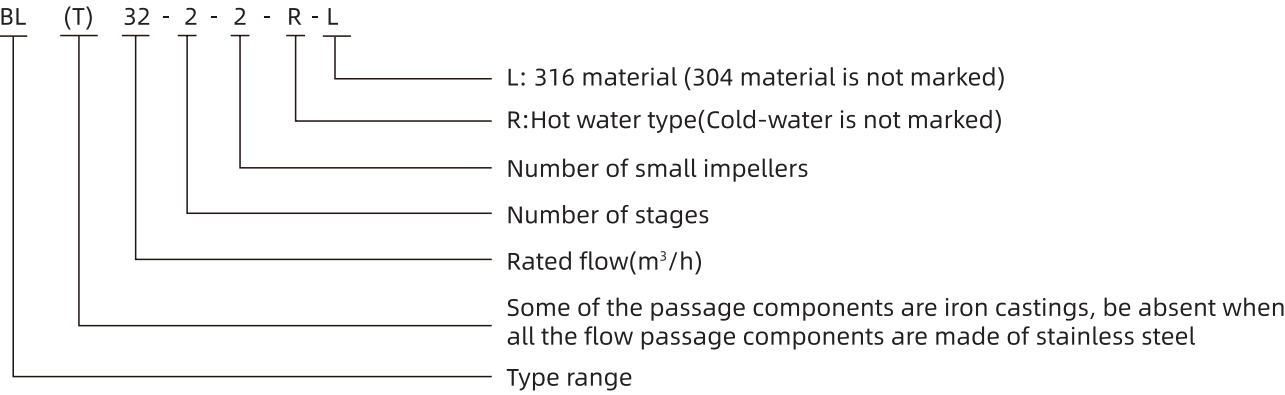 BL (T) 32 - 2 - 2 - R - L
L: 316 material (304 material is not marked)
R:Hot water type(Cold-water is not marked)
Number of small impellers
Number of stages
Rated flow(m³/h)
Some of the passage components are iron castings, be absent when
all the flow passage components are made of stainless steel
Type range